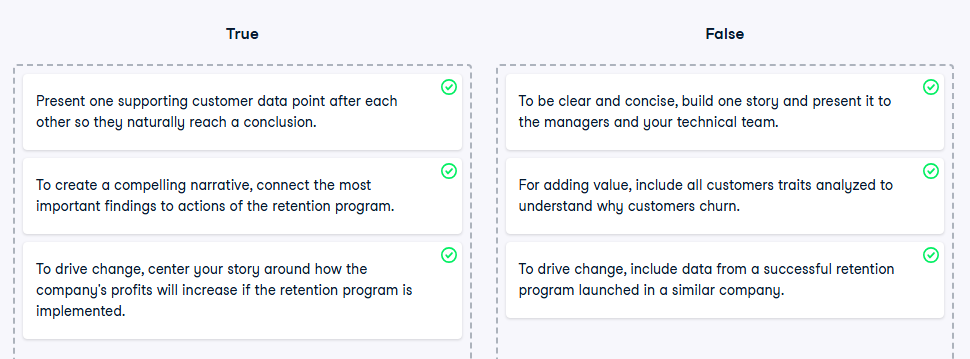 True
Present one supporting customer data point after each
other so they naturally reach a conclusion.
To create a compelling narrative, connect the most
important findings to actions of the retention program.
To drive change, center your story around how the
company's profits will increase if the retention program is
implemented.
False
To be clear and concise, build one story and present it to
the managers and your technical team.
For adding value, include all customers traits analyzed to
understand why customers churn.
To drive change, include data from a successful retention
program launched in a similar company.